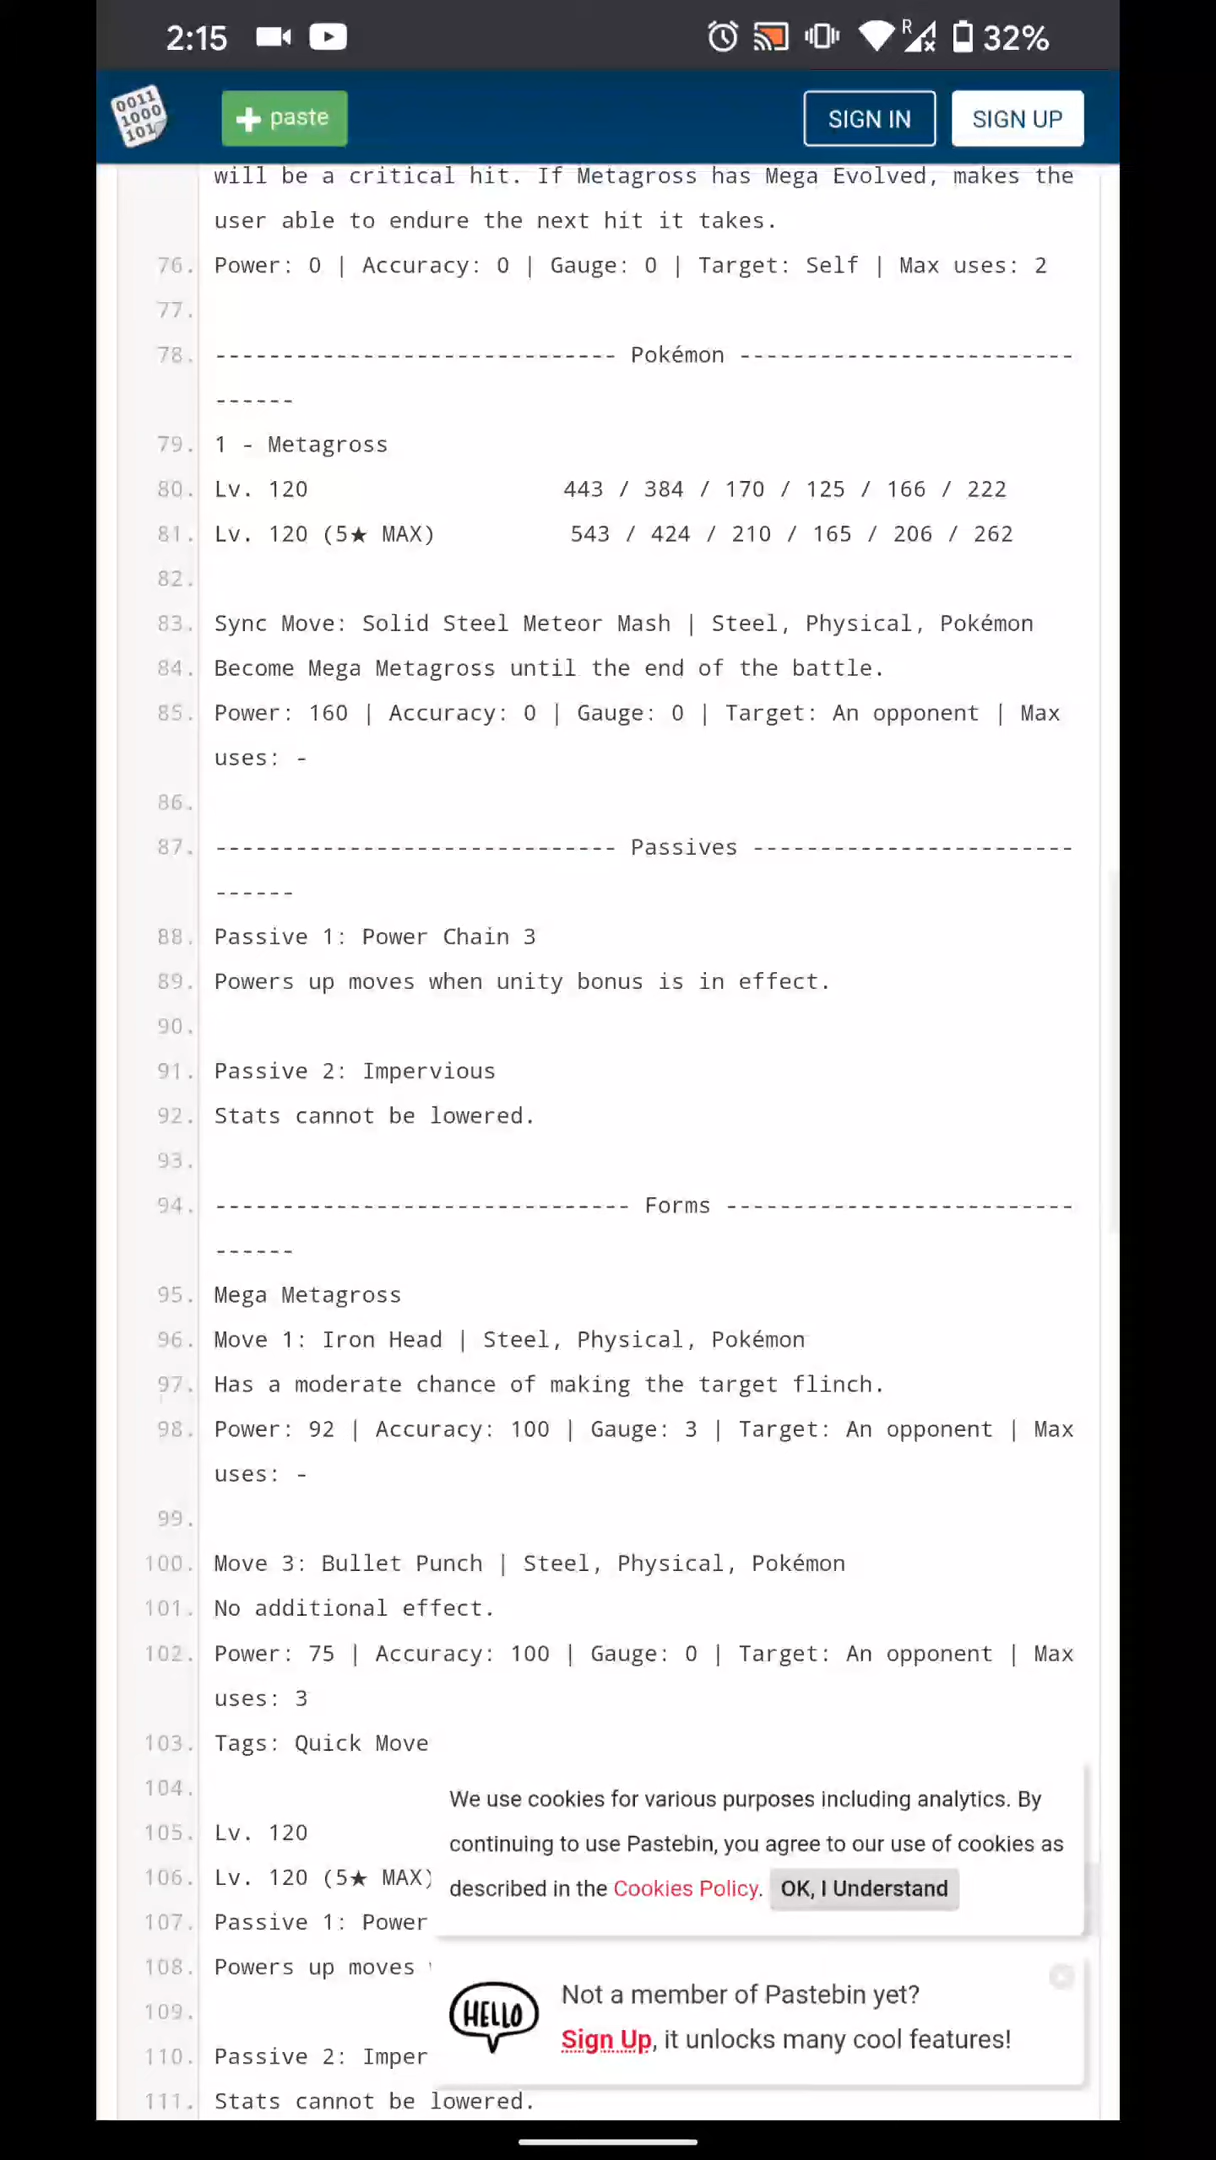 2:15
R
32%
0011
1000
101
+ paste
SIGN IN
SIGN UP
will be a critical hit. If Metagross has Mega Evolved, makes the
user able to endure the next hit it takes.
76. Power: 0 | Accuracy: 0 | Gauge: 0 | Target: Self | Max uses: 2
77.
78. ------------------------------ Pokémon -------------------------
------
79. 1 - Metagross
80. Lv. 120 443 / 384 / 170 / 125 / 166 / 222
81. Lv. 120 (5★ MAX) 543 / 424 / 210 / 165 / 206 / 262
82.
83. Sync Move: Solid Steel Meteor Mash | Steel, Physical, Pokémon
84. Become Mega Metagross until the end of the battle.
85. Power: 160 | Accuracy: 0 | Gauge: 0 | Target: An opponent | Max
uses: -
86.
87. ------------------------------ Passives ------------------------
------
88. Passive 1: Power Chain 3
89. Powers up moves when unity bonus is in effect.
90.
91. Passive 2: Impervious
92. Stats cannot be lowered.
93.
94. ------------------------------- Forms --------------------------
------
95. Mega Metagross
96. Move 1: Iron Head | Steel, Physical, Pokémon
97. Has a moderate chance of making the target flinch.
98. Power: 92 | Accuracy: 100 | Gauge: 3 | Target: An opponent | Max
uses: -
99.
100. Move 3: Bullet Punch | Steel, Physical, Pokémon
101. No additional effect.
102. Power: 75 | Accuracy: 100 | Gauge: 0 | Target: An opponent | Max
uses: 3
103. Tags: Quick Move
104.
105. Lv. 120
106. Lv. 120 (5★ MAX)
107. Passive 1: Power
108. Powers up moves
109.
110. Passive 2: Imper
111. Stats cannot be lowered.
We use cookies for various purposes including analytics. By
continuing to use Pastebin, you agree to our use of cookies as
described in the Cookies Policy. OK, I Understand
HELLO
Not a member of Pastebin yet?
Sign Up, it unlocks many cool features!